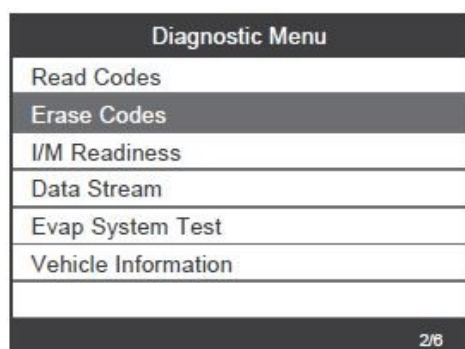 Diagnostic Menu
Read Codes
Erase Codes
I/M Readiness
Data Stream
Evap System Test
Vehicle Information
2/6